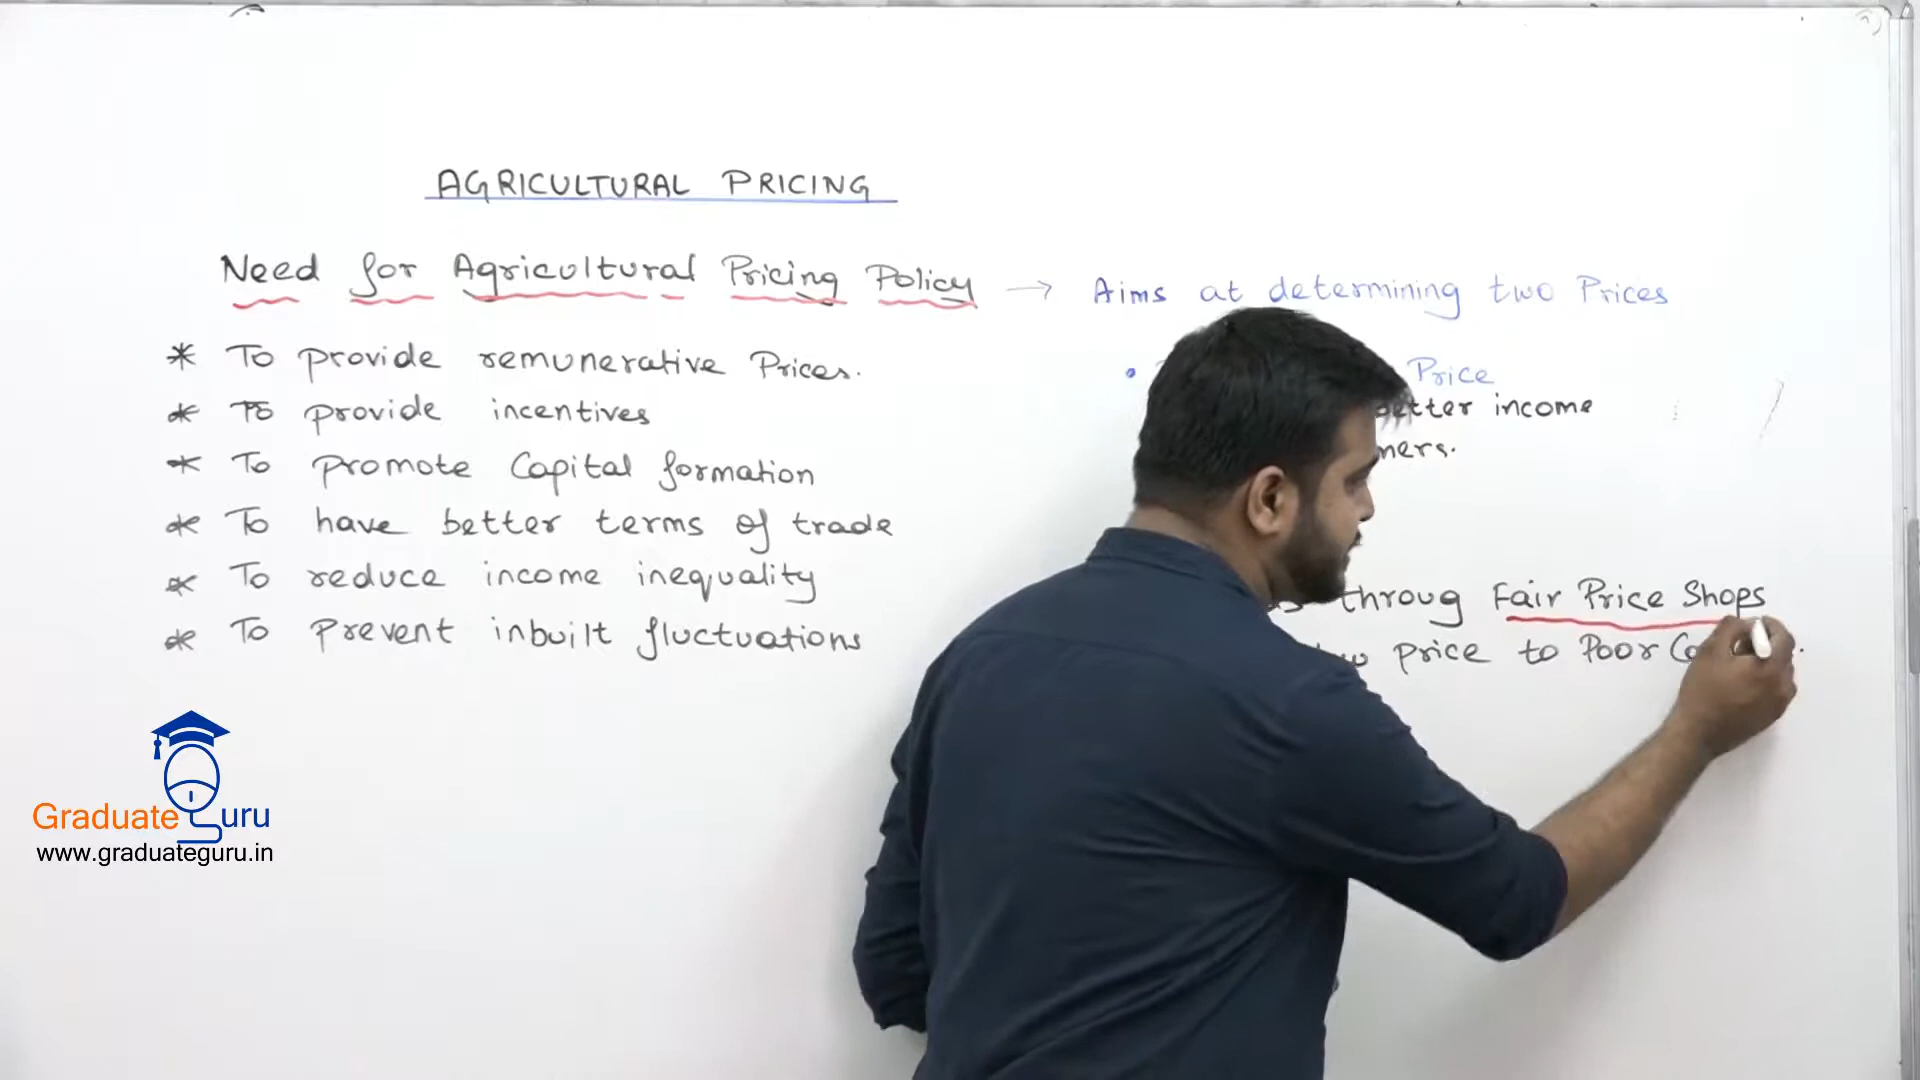 AGRICULTURAL PRICING
Need for Agricultural Pricing Policy → Aims at determining two Prices
* To provide remunerative Prices.
* To provide incentives
* To promote Capital formation
* To have better terms of trade
* To reduce income inequality
* To prevent inbuilt fluctuations
• Price
better income
throug Fair Price Shops
price to Poor
Graduate Guru
www.graduateguru.in